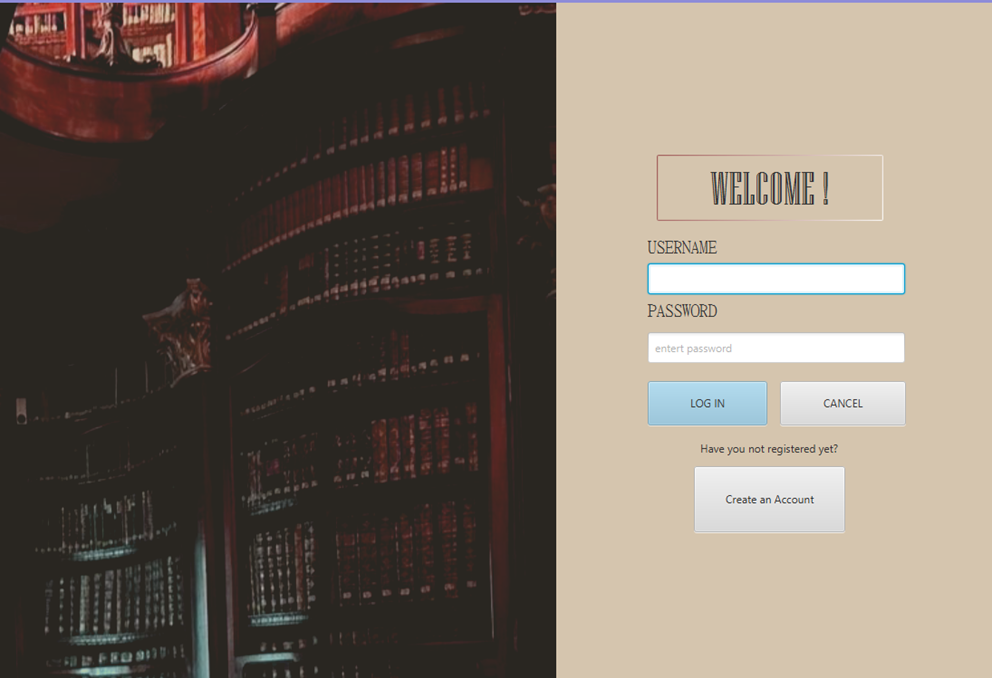 WELCOME !
USERNAME
PASSWORD
entert password
LOG IN
CANCEL
Have you not registered yet?
Create an Account